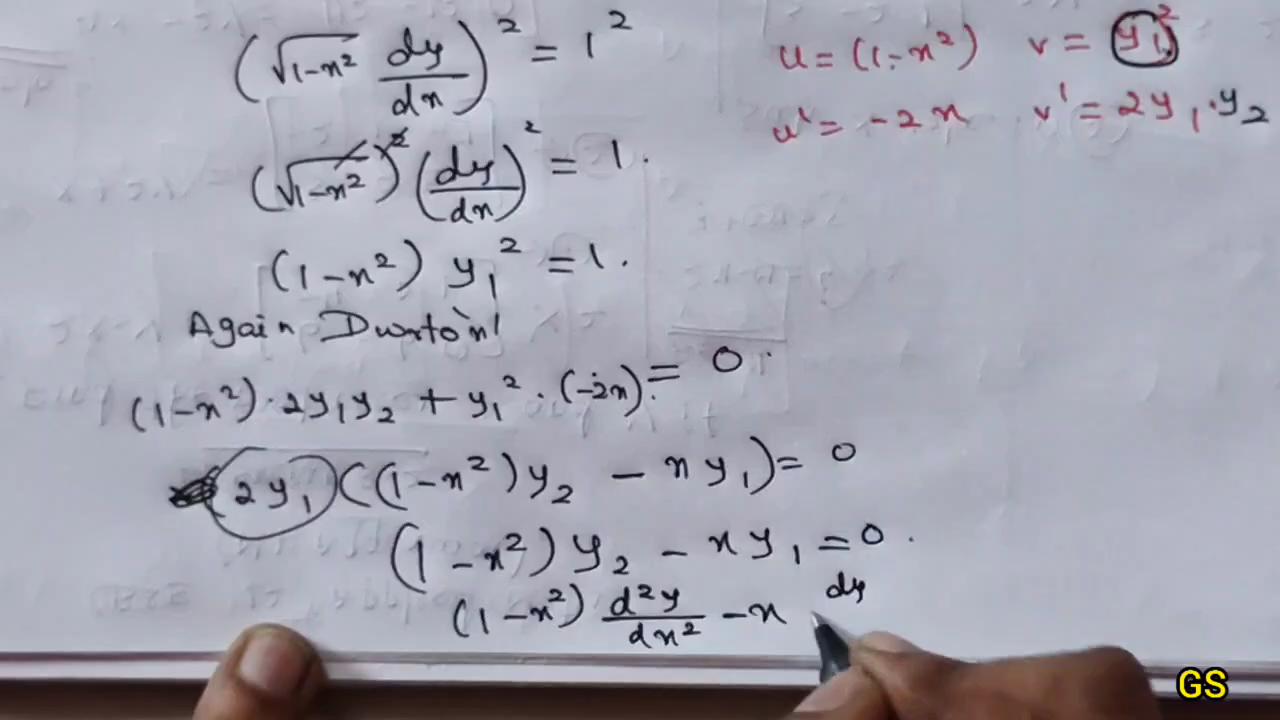 (√1-x² dy/dx)² = 1²
u = (1-x²) v = y₁²
u' = -2x v' = 2y₁·y₂
(√1-x²)² (dy/dx)² = 1.
(1-x²) y₁² = 1.
Again Dwrto 'x'
(1-x²)·2y₁y₂ + y₁²·(-2x) = 0.
2y₁((1-x²)y₂ - xy₁) = 0
(1-x²)y₂ - xy₁ = 0.
(1-x²) d²y/dx² - x dy
GS